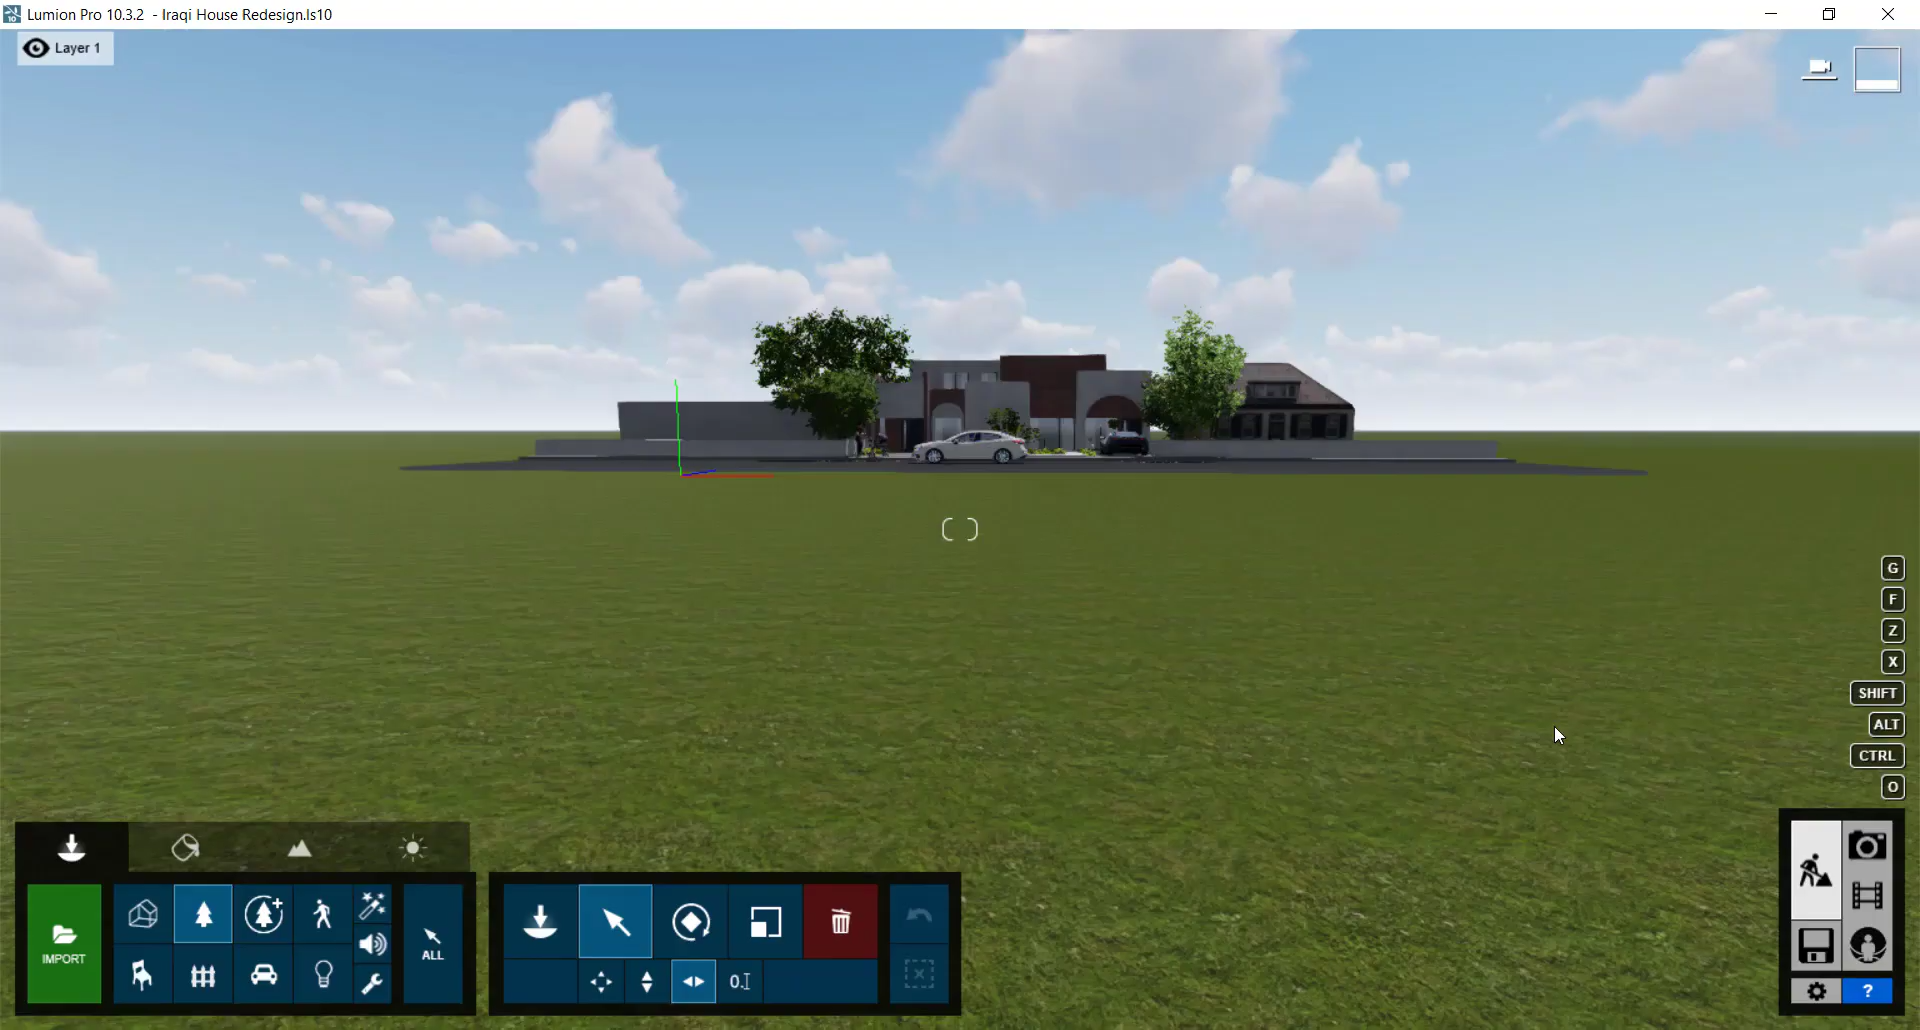 Lumion Pro 10.3.2 - Iraqi House Redesign.ls10
Layer 1
G
F
Z
X
SHIFT
ALT
CTRL
O
IMPORT
ALL
0.
?